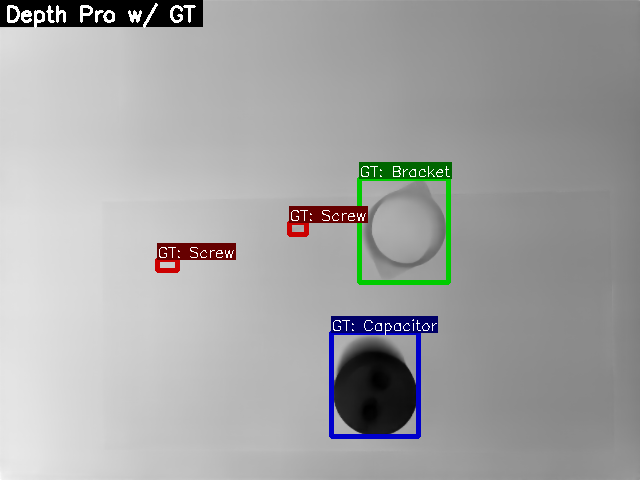 Depth Pro w/ GT
GT: Bracket
GT: Screw
GT: Screw
GT: Capacitor